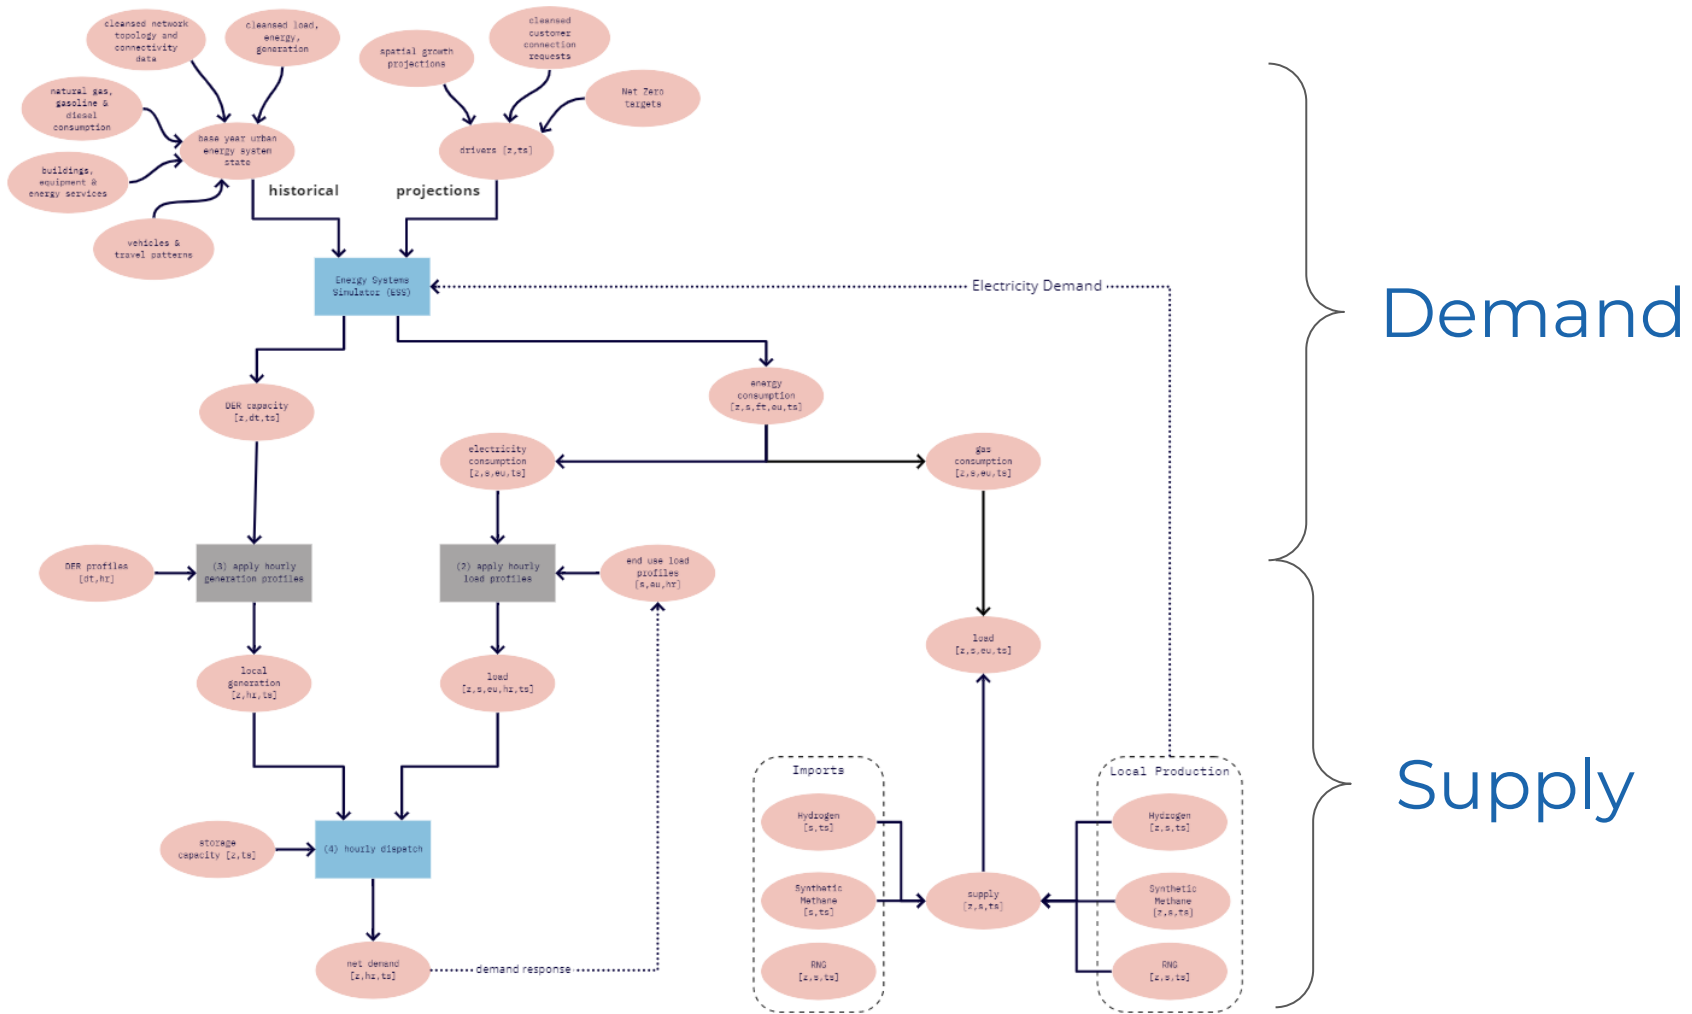 cleansed network
topology and
connectivity
data
cleansed load,
energy,
generation
spatial growth
projections
cleansed
customer
connection
requests
Net Zero
targets
natural gas,
gasoline &
diesel
consumption
base year urban
energy system
state
drivers [z,ts]
buildings,
equipment &
energy services
vehicles &
travel patterns
historical
projections
Energy Systems
Simulator (ESS)
Electricity Demand
Demand
DER capacity
[z,dt,ts]
energy
consumption
[z,s,ft,eu,ts]
electricity
consumption
[z,s,eu,ts]
gas
consumption
[z,s,eu,ts]
DER profiles
[dt,hr]
(3) apply hourly
generation profiles
(2) apply hourly
load profiles
end use load
profiles
[s,eu,hr]
local
generation
[z,hr,ts]
load
[z,s,eu,hr,ts]
load
[z,s,eu,ts]
Supply
storage
capacity [z,ts]
(4) hourly dispatch
net demand
[z,hr,ts]
demand response
Imports
Hydrogen
[s,ts]
Synthetic
Methane
[s,ts]
RNG
[z,s,ts]
supply
[z,s,ts]
Local Production
Hydrogen
[z,s,ts]
Synthetic
Methane
[z,s,ts]
RNG
[z,s,ts]